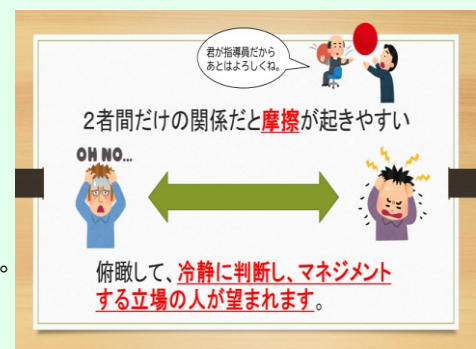 君が指導員だから
あとはよろしくね。
2者間だけの関係だと摩擦が起きやすい
OH NO...
俯瞰して、冷静に判断し、マネジメント
する立場の人が望まれます。
。